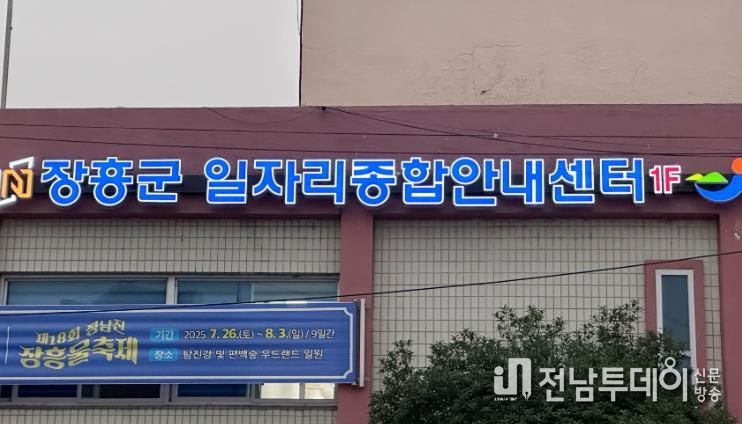 장흥군 일자리종합안내센터 1F
제18회 정남진
장흥물축제
기간 2025. 7. 26.(토) ~ 8. 3.(일) / 9일간
장소 탐진강 및 편백숲 우드랜드 일원
전남투데이 신문방송